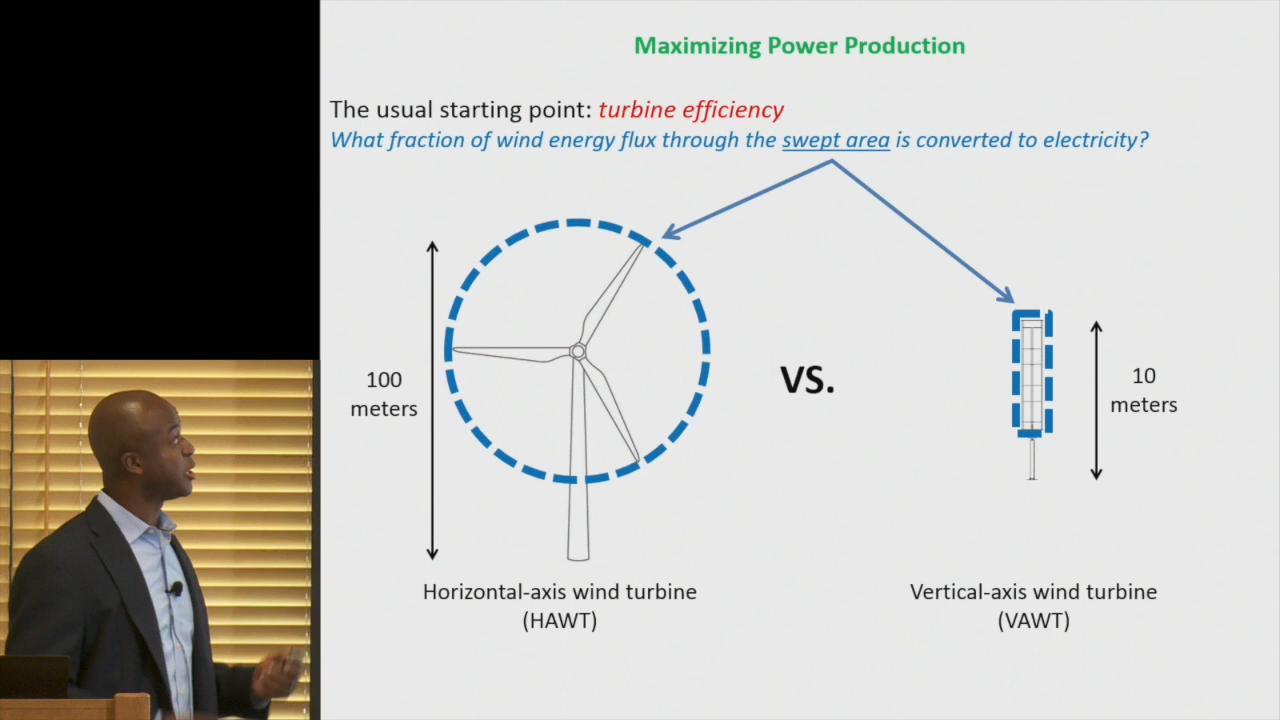 Maximizing Power Production
The usual starting point: turbine efficiency
What fraction of wind energy flux through the swept area is converted to electricity?
100
meters
VS.
10
meters
Horizontal-axis wind turbine
(HAWT)
Vertical-axis wind turbine
(VAWT)